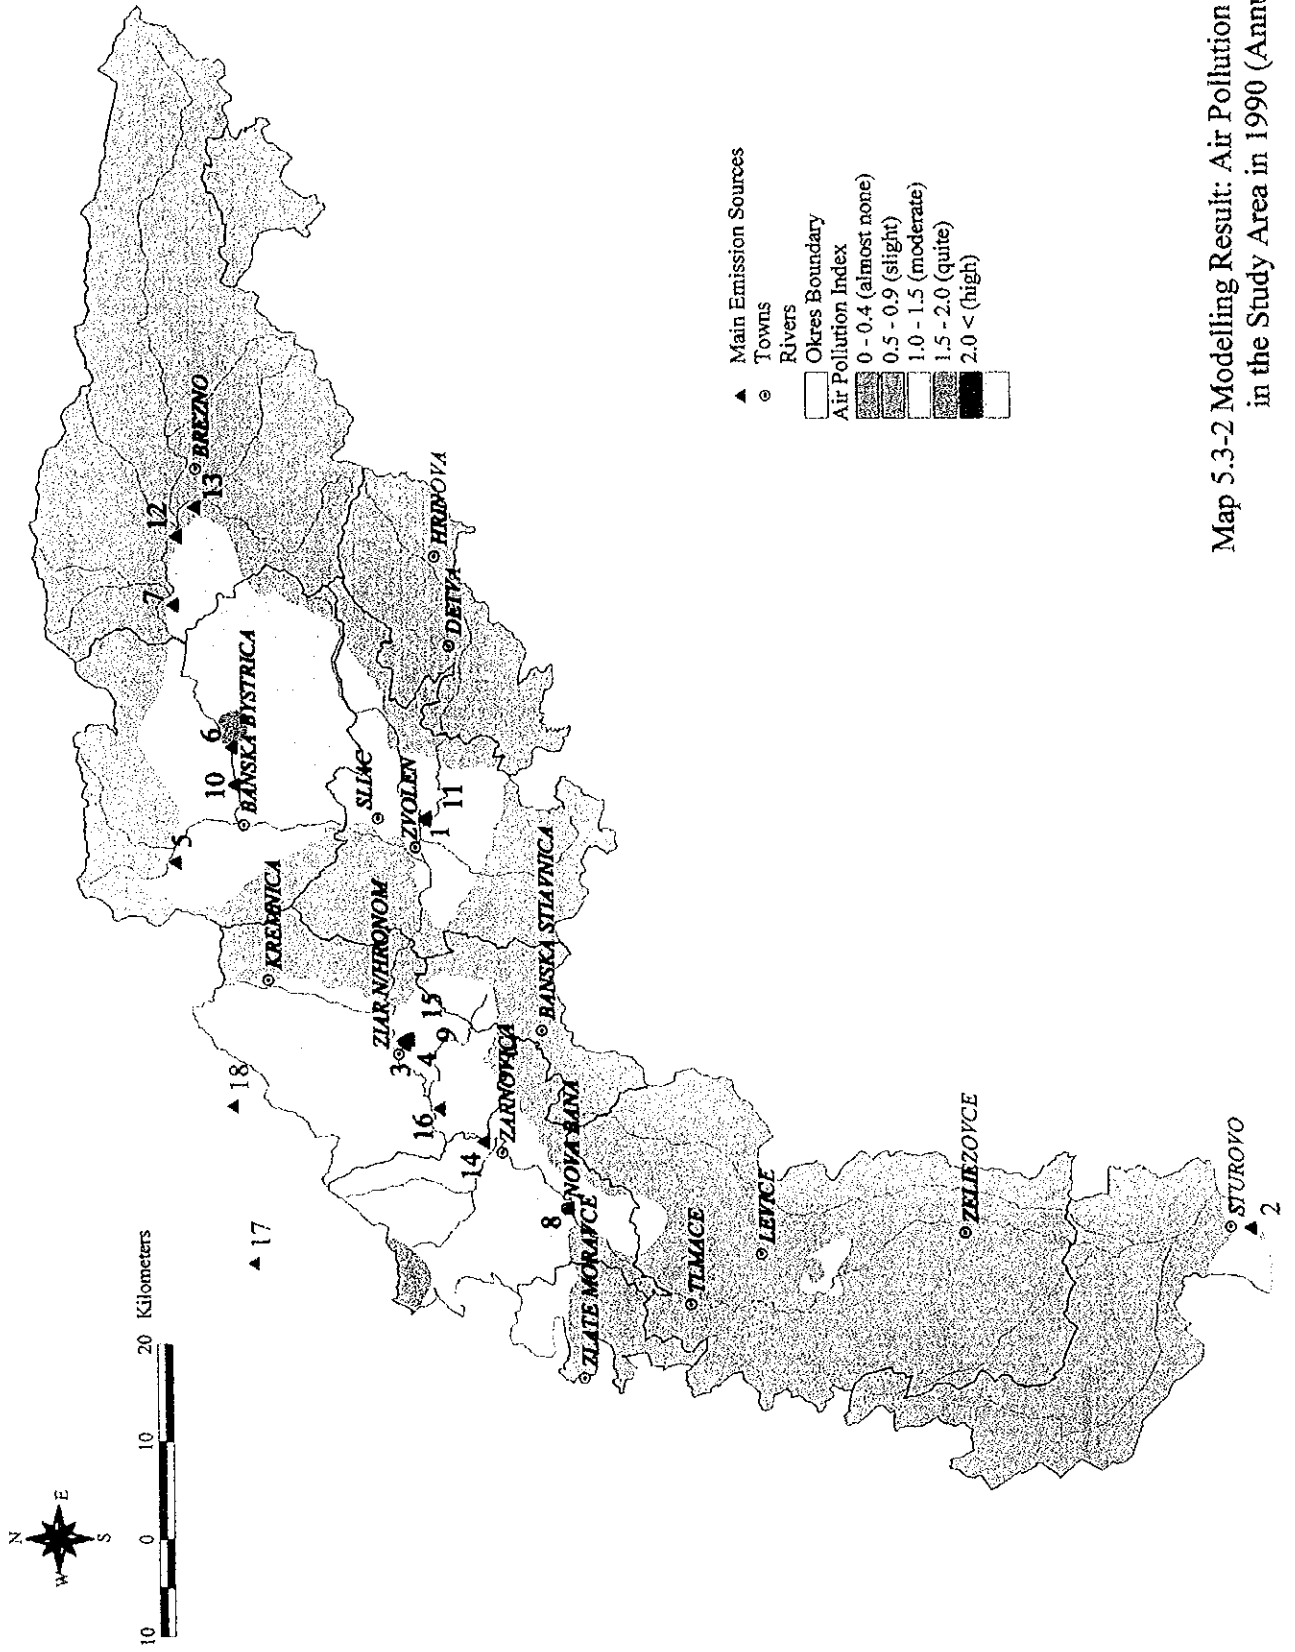 N
W
E
S
10
0
10
20
Kilometers
17
18
5
10
6
7
12
13
BREZNO
BANSKA BYSTRICA
KREMNICA
SLIAC
ZVOLEN
1
11
DETVA
HRINOVA
ZIAR N/HRONOM
3
4
15
9
16
14
ZARNOVICA
BANSKA STIAVNICA
8
NOVA BANA
ZLATE MORAVCE
TLMACE
LEVICE
ZELIEZOVCE
STUROVO
2
Main Emission Sources
Towns
Rivers
Okres Boundary
Air Pollution Index
0 - 0.4 (almost none)
0.5 - 0.9 (slight)
1.0 - 1.5 (moderate)
1.5 - 2.0 (quite)
2.0 < (high)
Map 5.3-2 Modelling Result: Air Pollution
in the Study Area in 1990